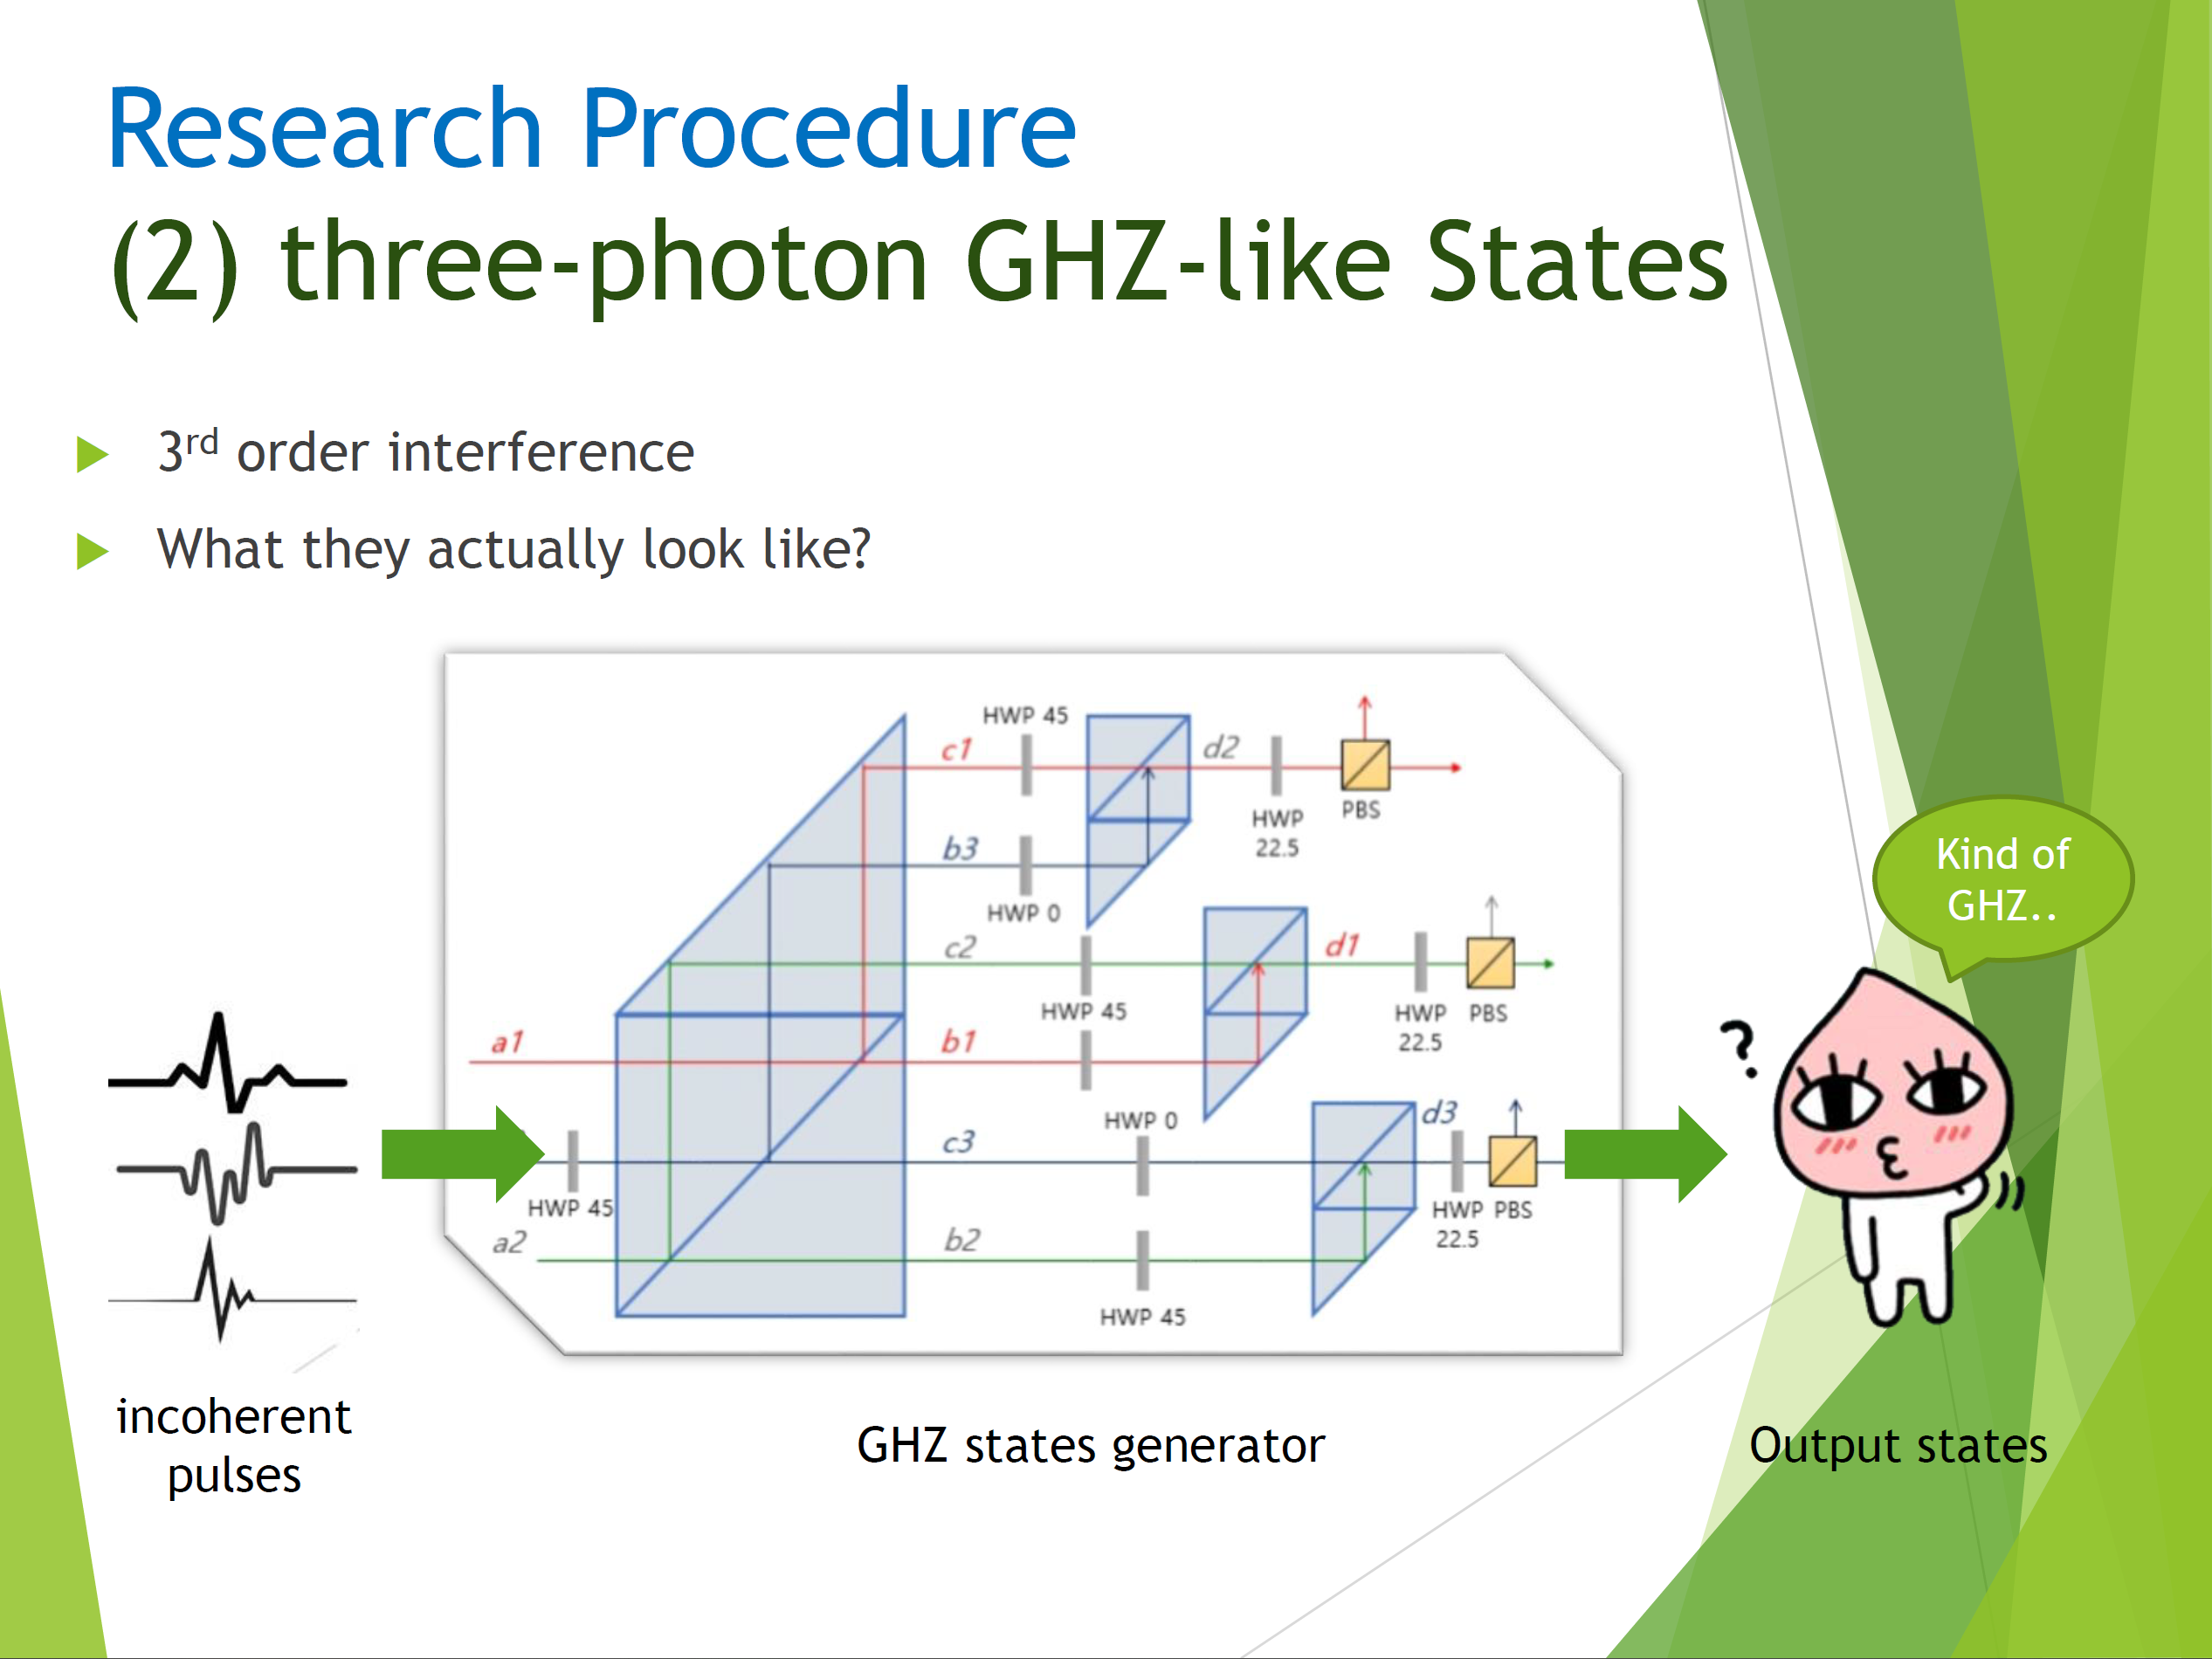 Research Procedure
(2) three-photon GHZ-like States
3rd order interference
What they actually look like?
HWP 45
c1
d2
HWP
22.5
PBS
b3
HWP 0
c2
d1
HWP 45
HWP
22.5
PBS
a1
b1
HWP 0
c3
d3
HWP 45
HWP
22.5
PBS
a2
b2
HWP 45
Kind of
GHZ..
?
incoherent
pulses
GHZ states generator
Output states